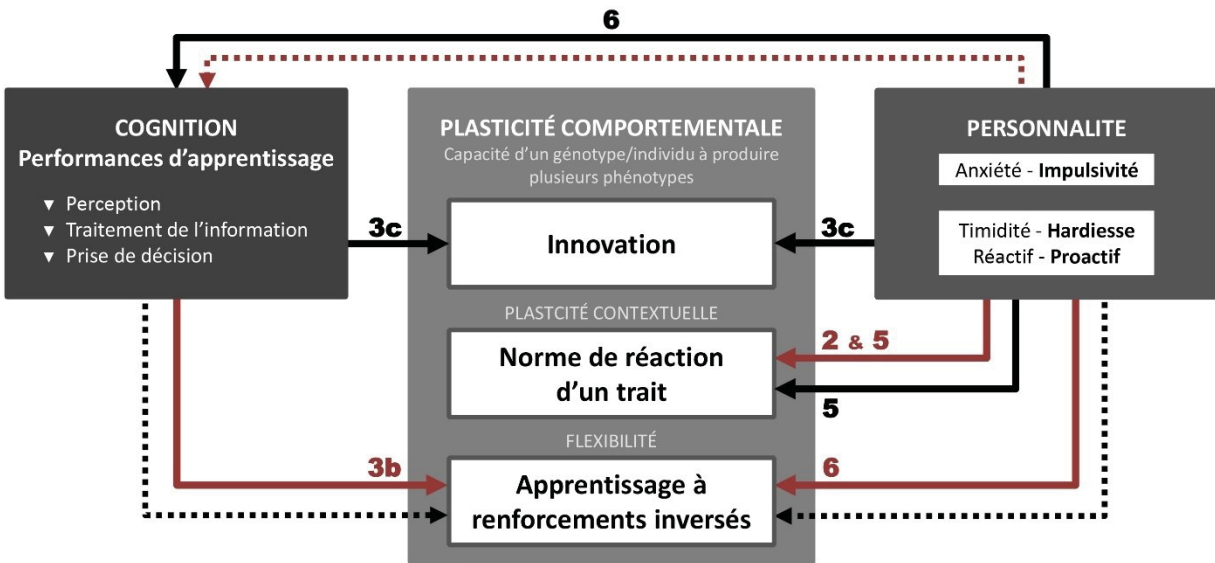 6
COGNITION
Performances d'apprentissage
▼ Perception
▼ Traitement de l'information
▼ Prise de décision
PLASTICITÉ COMPORTEMENTALE
Capacité d'un génotype/individu à produire
plusieurs phénotypes
PERSONNALITE
Anxiété - Impulsivité
Timidité - Hardiesse
Réactif - Proactif
3c
Innovation
3c
PLASTCITÉ CONTEXTUELLE
Norme de réaction
d'un trait
2 & 5
5
FLEXIBILITÉ
3b
Apprentissage à
renforcements inversés
6